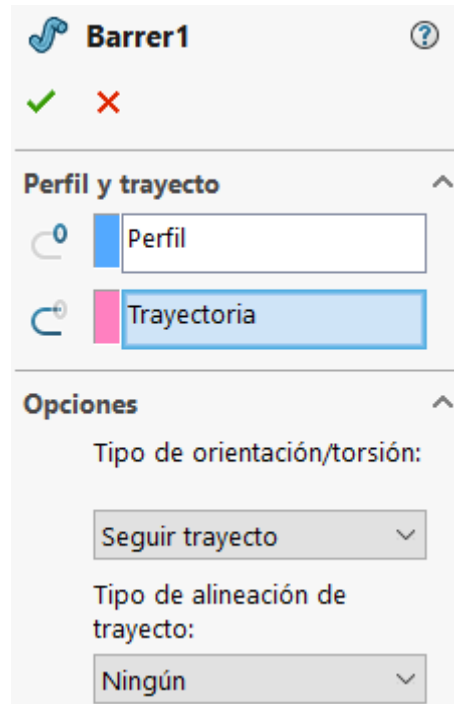 Barrer1
Perfil y trayecto
Perfil
Trayectoria
Opciones
Tipo de orientación/torsión:
Seguir trayecto
Tipo de alineación de
trayecto:
Ningún